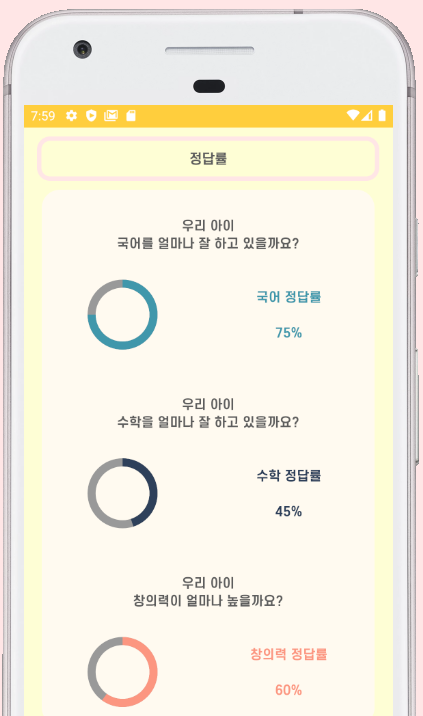 7:59
정답률
우리 아이
국어를 얼마나 잘 하고 있을까요?
국어 정답률
75%
우리 아이
수학을 얼마나 잘 하고 있을까요?
수학 정답률
45%
우리 아이
창의력이 얼마나 높을까요?
창의력 정답률
60%